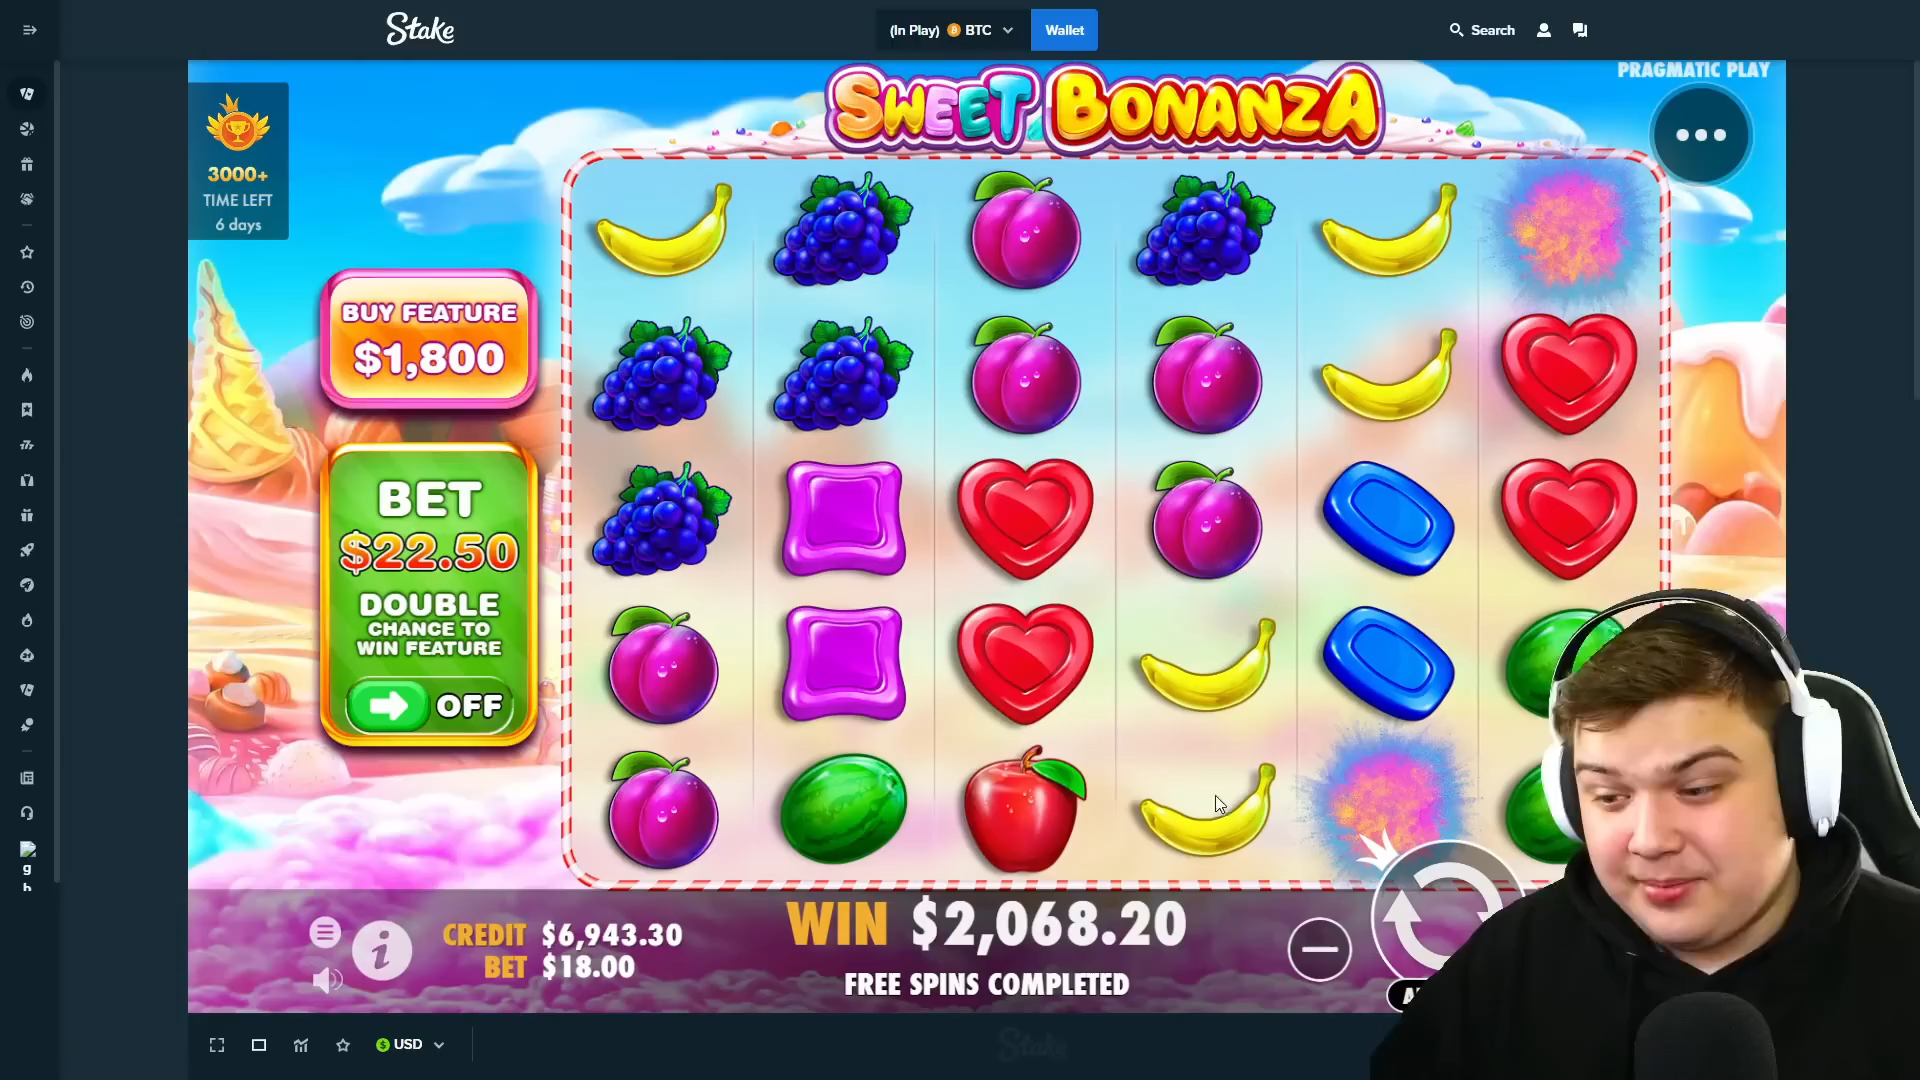 Stake
(In Play) BTC
Wallet
Search
PRAGMATIC PLAY
SWEET BONANZA
3000+
TIME LEFT
6 days
BUY FEATURE
$1,800
BET
$22.50
DOUBLE
CHANCE TO
WIN FEATURE
OFF
CREDIT $6,943.30
BET $18.00
WIN $2,068.20
FREE SPINS COMPLETED
USD
Stake